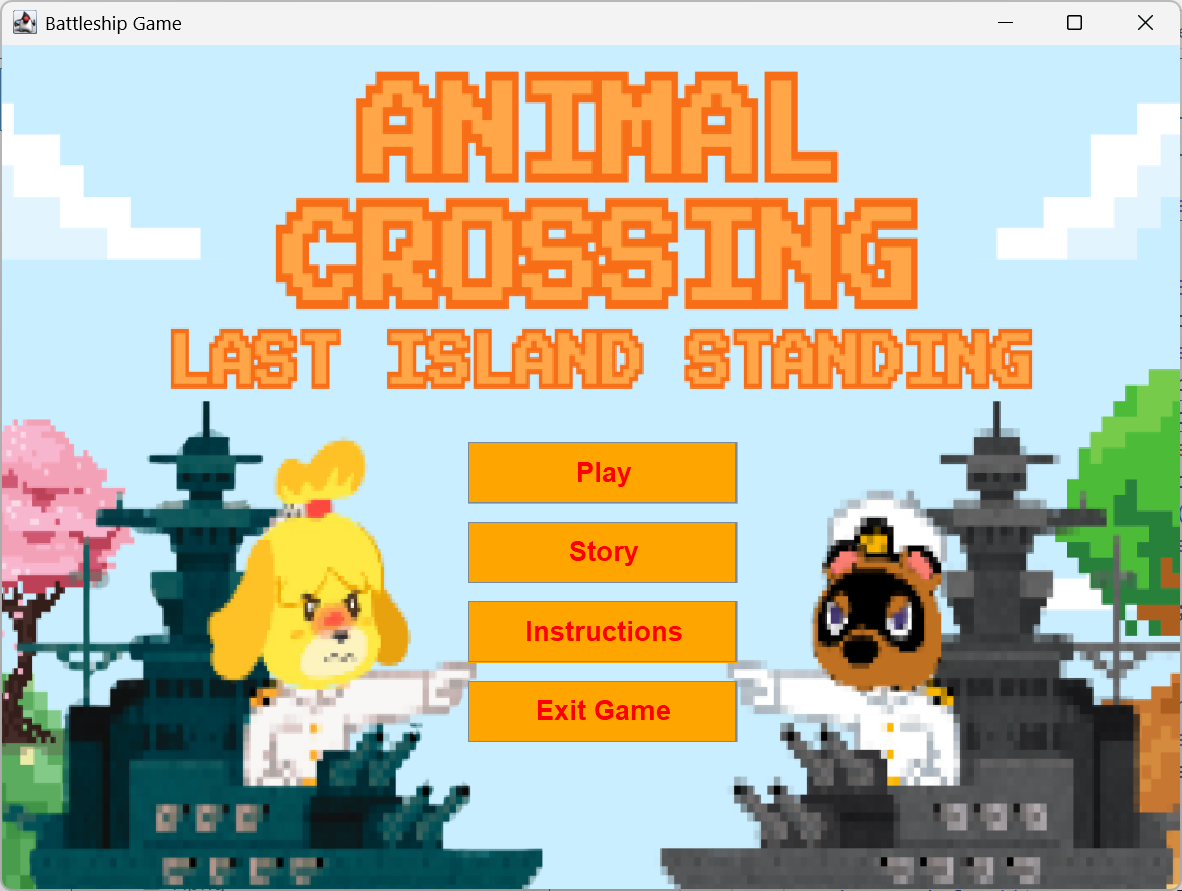 Battleship Game
ANIMAL
CROSSING
LAST ISLAND STANDING
Play
Story
Instructions
Exit Game